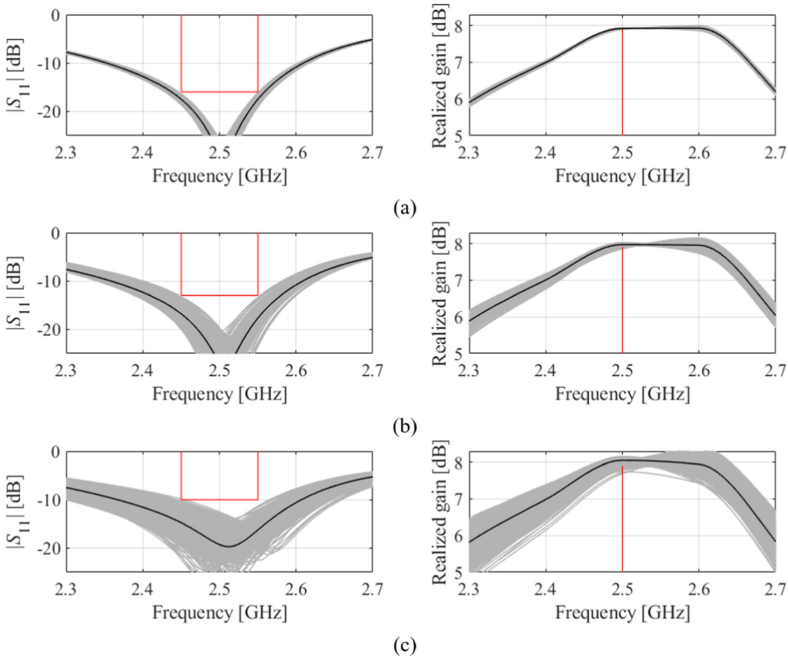 0
-10
-20
|S11| [dB]
2.3 2.4 2.5 2.6 2.7
Frequency [GHz]
8
7
6
5
Realized gain [dB]
2.3 2.4 2.5 2.6 2.7
Frequency [GHz]
(a)
0
-10
-20
|S11| [dB]
2.3 2.4 2.5 2.6 2.7
Frequency [GHz]
8
7
6
5
Realized gain [dB]
2.3 2.4 2.5 2.6 2.7
Frequency [GHz]
(b)
0
-10
-20
|S11| [dB]
2.3 2.4 2.5 2.6 2.7
Frequency [GHz]
8
7
6
5
Realized gain [dB]
2.3 2.4 2.5 2.6 2.7
Frequency [GHz]
(c)